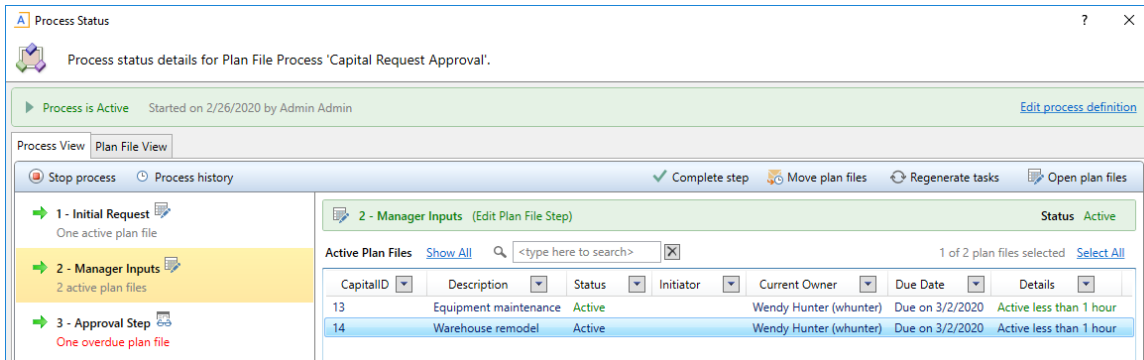 A Process Status ? ×
Process status details for Plan File Process 'Capital Request Approval'.
Process is Active Started on 2/26/2020 by Admin Admin Edit process definition
Process View Plan File View
Stop process Process history Complete step Move plan files Regenerate tasks Open plan files
1 - Initial Request
One active plan file
2 - Manager Inputs
2 active plan files
3 - Approval Step
One overdue plan file
2 - Manager Inputs (Edit Plan File Step) Status Active
Active Plan Files Show All <type here to search> 1 of 2 plan files selected Select All
CapitalID Description Status Initiator Current Owner Due Date Details
13 Equipment maintenance Active Wendy Hunter (whunter) Due on 3/2/2020 Active less than 1 hour
14 Warehouse remodel Active Wendy Hunter (whunter) Due on 3/2/2020 Active less than 1 hour